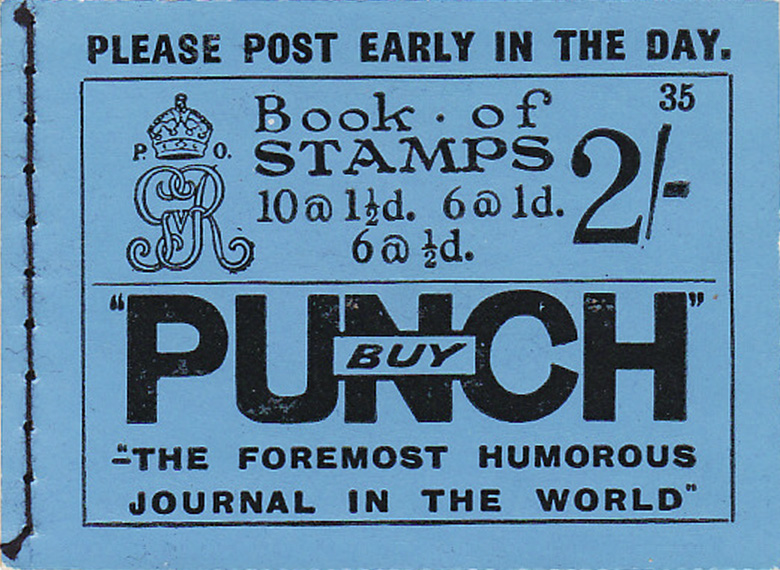 PLEASE POST EARLY IN THE DAY.
35
P. O.
GVR
Book · of
STAMPS 2/-
10@1½d. 6@1d.
6@½d.
"PUNCH"
BUY
"THE FOREMOST HUMOROUS
JOURNAL IN THE WORLD"